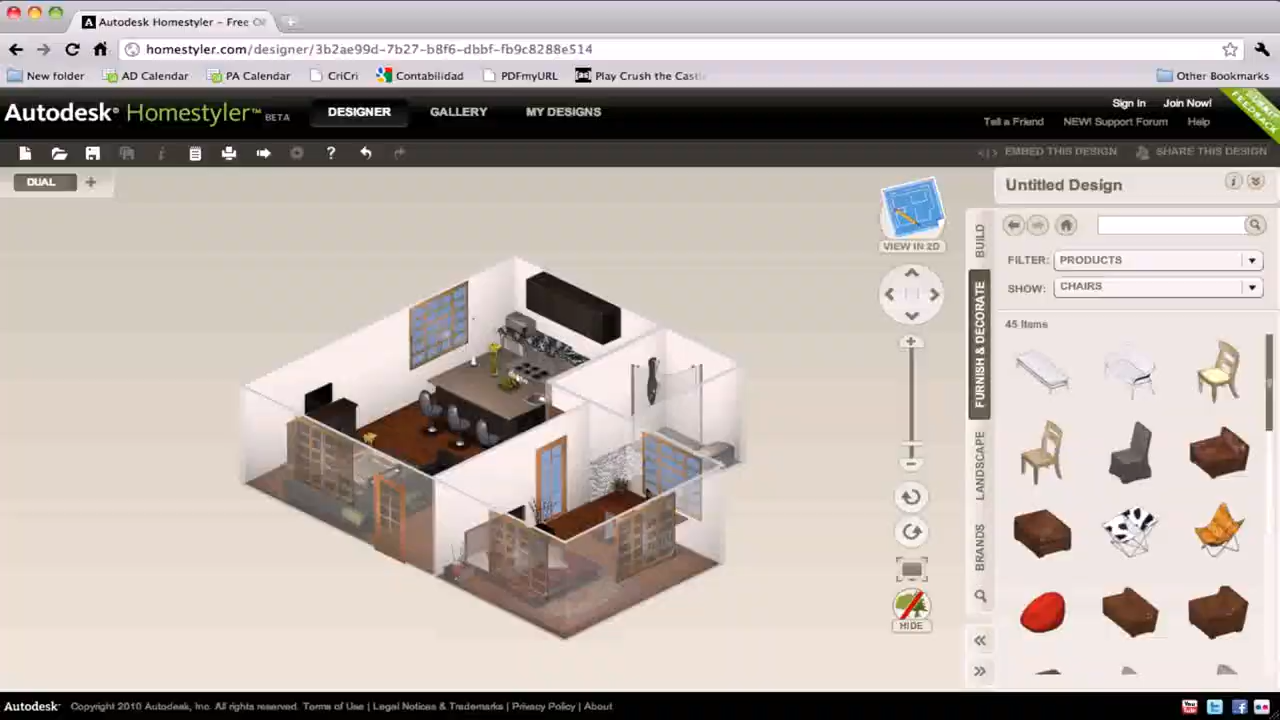 Autodesk Homestyler – Free
homestyler.com/designer/3b2ae99d-7b27-b8f6-dbbf-fb9c8288e514
New folder AD Calendar PA Calendar CriCri Contabilidad PDFmyURL Play Crush the Castle Other Bookmarks
Autodesk® Homestyler™ BETA DESIGNER GALLERY MY DESIGNS
Sign In Join Now!
Tell a Friend NEW! Support Forum Help
FEEDBACK
? EMBED THIS DESIGN SHARE THIS DESIGN
DUAL +
VIEW IN 2D
HIDE
BUILD
FURNISH & DECORATE
LANDSCAPE
BRANDS
Untitled Design
FILTER: PRODUCTS
SHOW: CHAIRS
45 Items
Autodesk® Copyright 2010 Autodesk, Inc. All rights reserved. Terms of Use | Legal Notices & Trademarks | Privacy Policy | About
You Tube